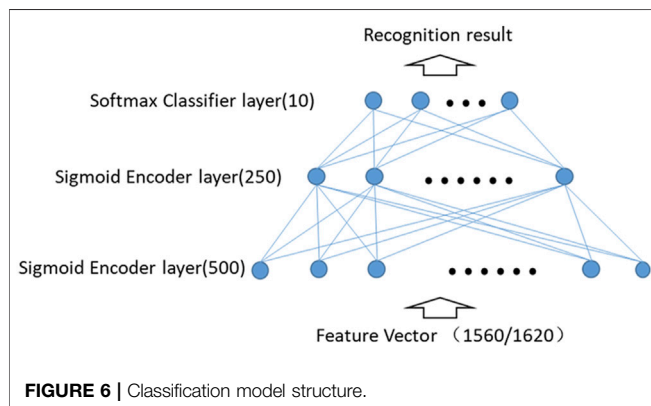 Recognition result
Softmax Classifier layer(10)
Sigmoid Encoder layer(250)
Sigmoid Encoder layer(500)
Feature Vector （1560/1620）
FIGURE 6 | Classification model structure.